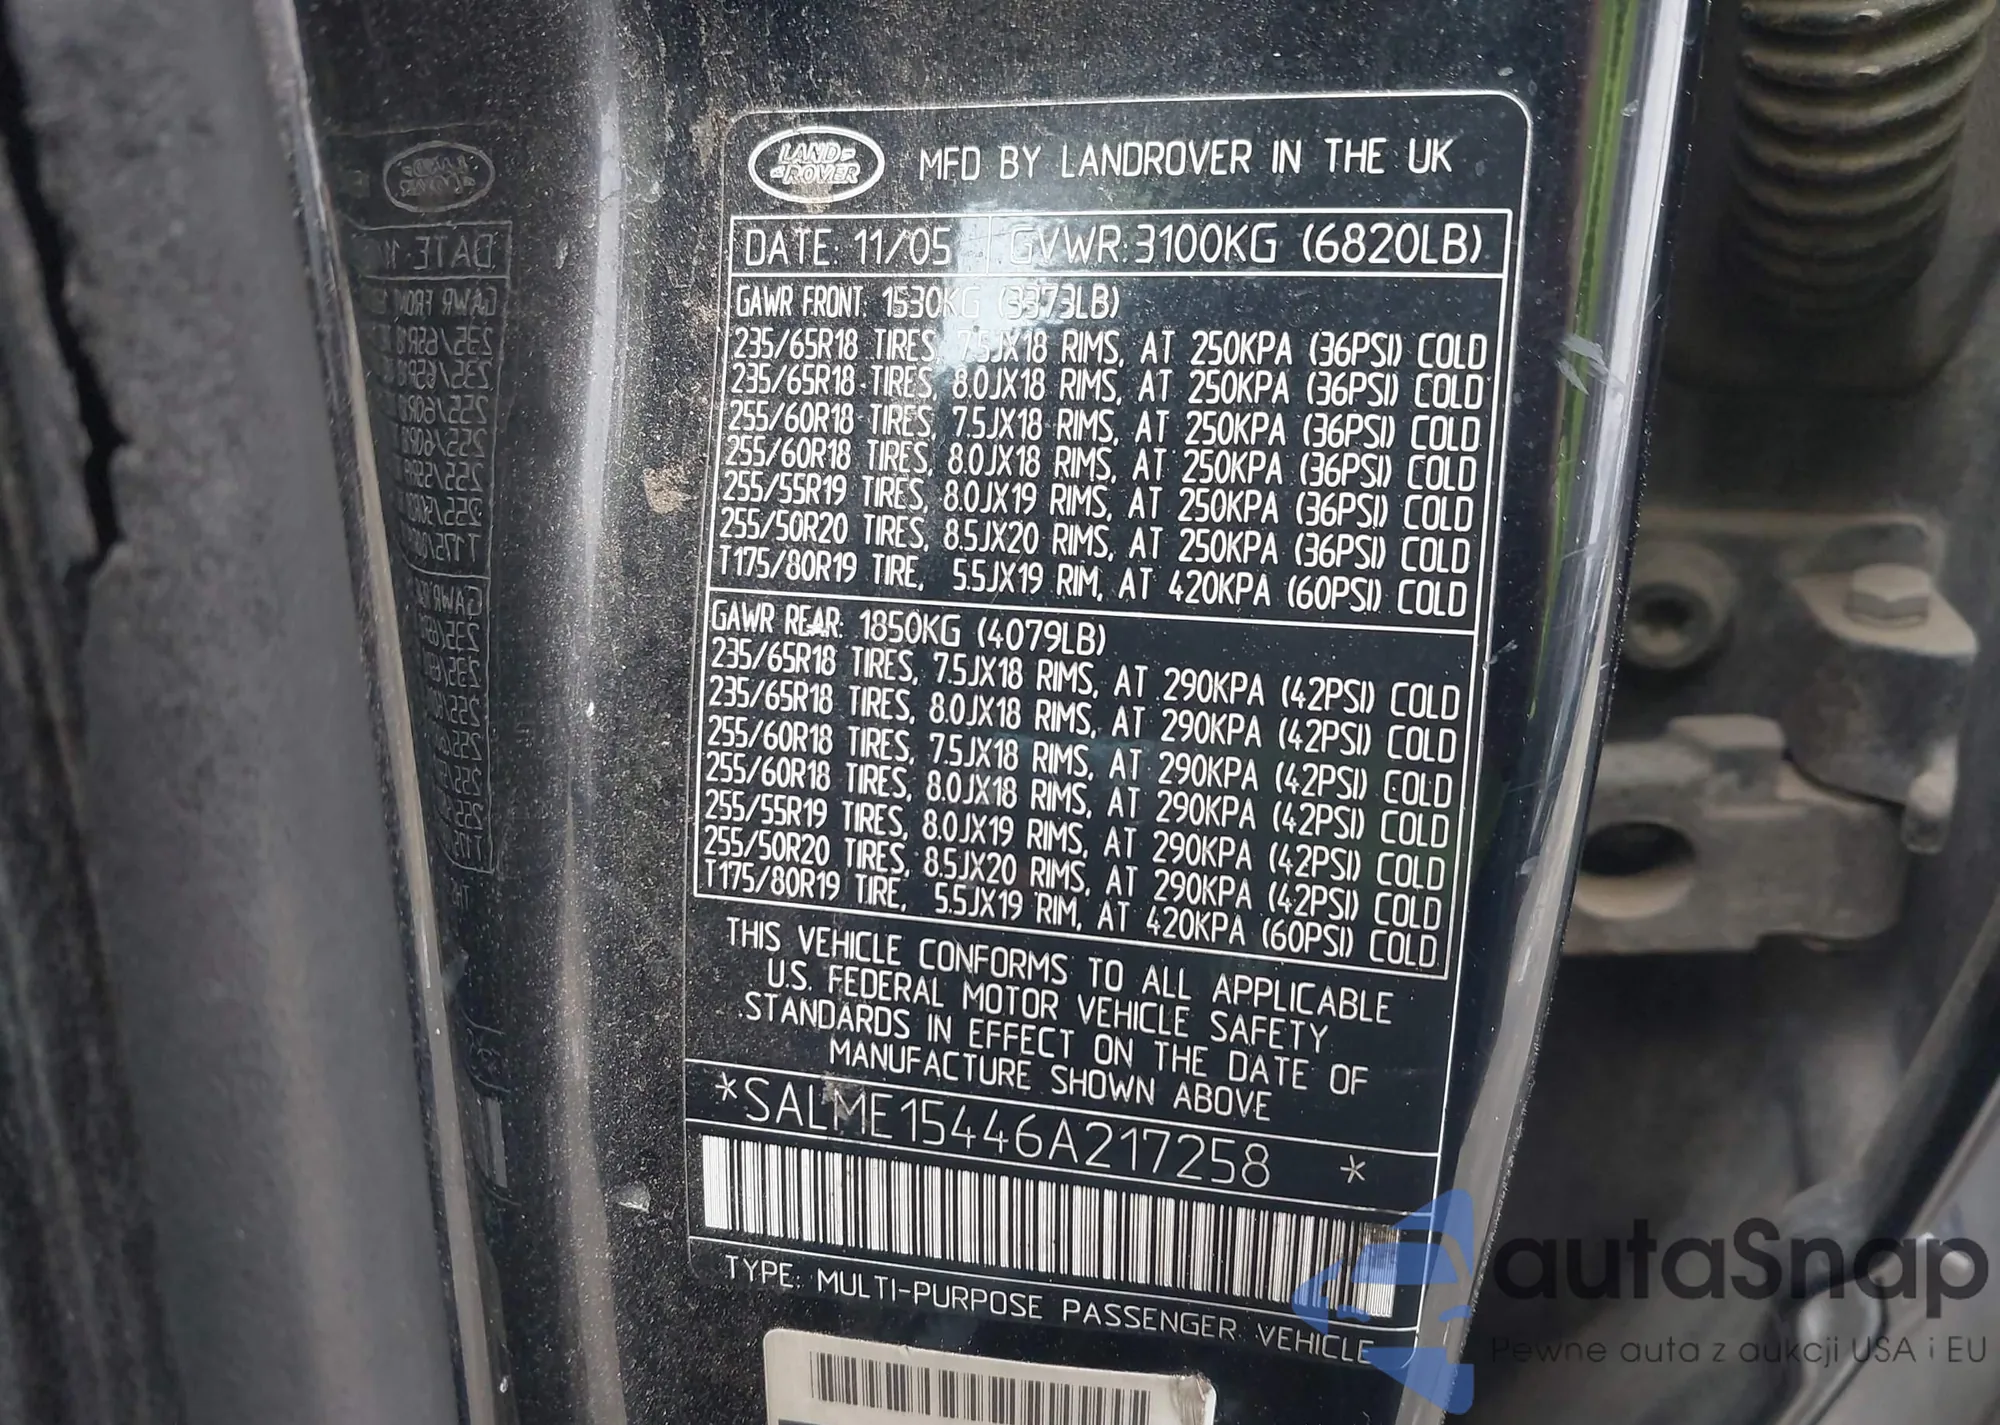 LAND-
ROVER
MFD BY LANDROVER IN THE UK
DATE: 11/05 GVWR:3100KG (6820LB)
GAWR FRONT: 1530KG (3373LB)
235/65R18 TIRES, 7.5JX18 RIMS, AT 250KPA (36PSI) COLD
235/65R18 TIRES, 8.0JX18 RIMS, AT 250KPA (36PSI) COLD
255/60R18 TIRES, 7.5JX18 RIMS, AT 250KPA (36PSI) COLD
255/60R18 TIRES, 8.0JX18 RIMS, AT 250KPA (36PSI) COLD
255/55R19 TIRES, 8.0JX19 RIMS, AT 250KPA (36PSI) COLD
255/50R20 TIRES, 8.5JX20 RIMS, AT 250KPA (36PSI) COLD
T175/80R19 TIRE, 5.5JX19 RIM, AT 420KPA (60PSI) COLD
GAWR REAR: 1850KG (4079LB)
235/65R18 TIRES, 7.5JX18 RIMS, AT 290KPA (42PSI) COLD
235/65R18 TIRES, 8.0JX18 RIMS, AT 290KPA (42PSI) COLD
255/60R18 TIRES, 7.5JX18 RIMS, AT 290KPA (42PSI) COLD
255/60R18 TIRES, 8.0JX18 RIMS, AT 290KPA (42PSI) COLD
255/55R19 TIRES, 8.0JX19 RIMS, AT 290KPA (42PSI) COLD
255/50R20 TIRES, 8.5JX20 RIMS, AT 290KPA (42PSI) COLD
T175/80R19 TIRE, 5.5JX19 RIM, AT 420KPA (60PSI) COLD
THIS VEHICLE CONFORMS TO ALL APPLICABLE
U.S. FEDERAL MOTOR VEHICLE SAFETY
STANDARDS IN EFFECT ON THE DATE OF
MANUFACTURE SHOWN ABOVE
*SALME15446A217258 *
TYPE: MULTI-PURPOSE PASSENGER VEHICLE
autaSnap
Pewne auta z aukcji USA i EU